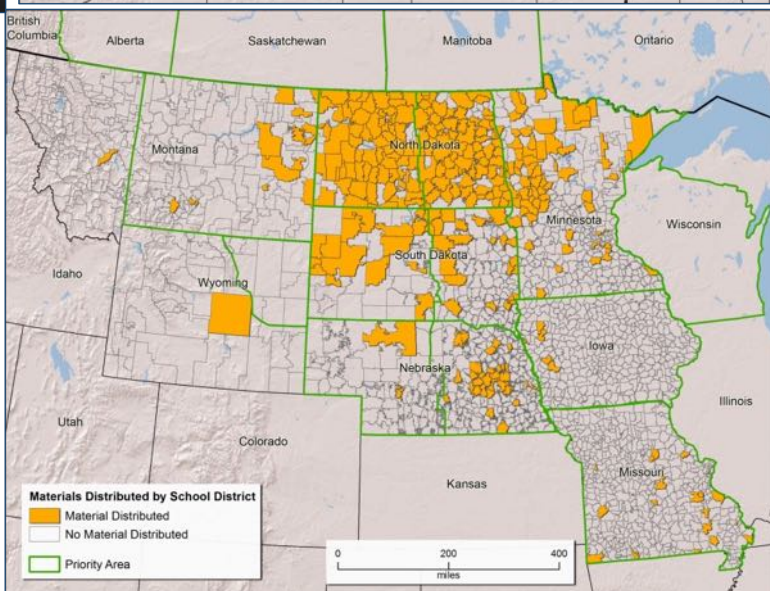 British
Columbia
Alberta
Saskatchewan
Manitoba
Ontario
Montana
North Dakota
Minnesota
Wisconsin
South Dakota
Idaho
Wyoming
Iowa
Nebraska
Illinois
Utah
Colorado
Kansas
Missouri
Materials Distributed by School District
Material Distributed
No Material Distributed
Priority Area
0 200 400
miles